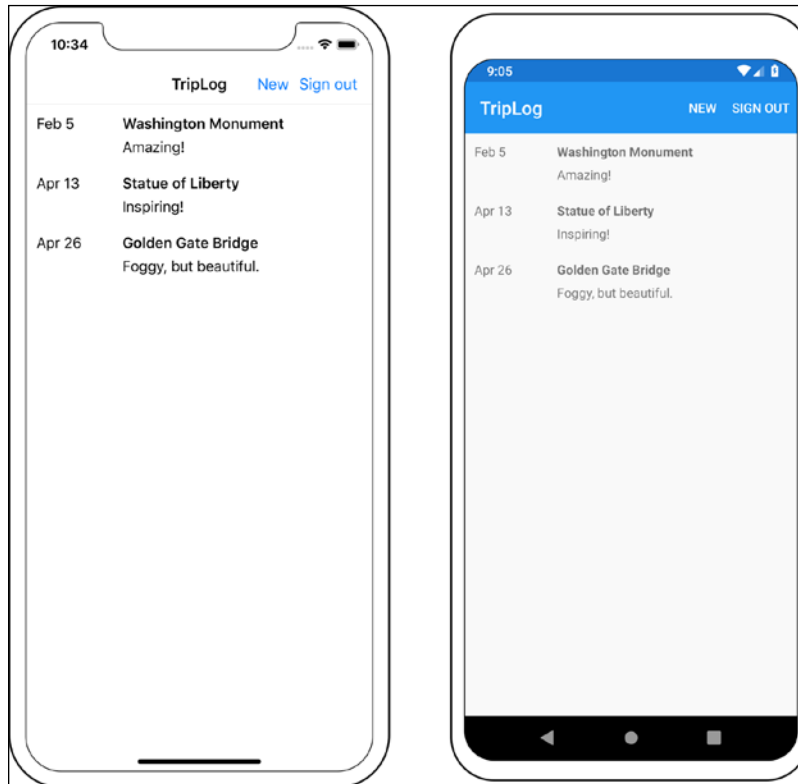 10:34
TripLog New Sign out
Feb 5 Washington Monument
Amazing!
Apr 13 Statue of Liberty
Inspiring!
Apr 26 Golden Gate Bridge
Foggy, but beautiful.
9:05
TripLog NEW SIGN OUT
Feb 5 Washington Monument
Amazing!
Apr 13 Statue of Liberty
Inspiring!
Apr 26 Golden Gate Bridge
Foggy, but beautiful.